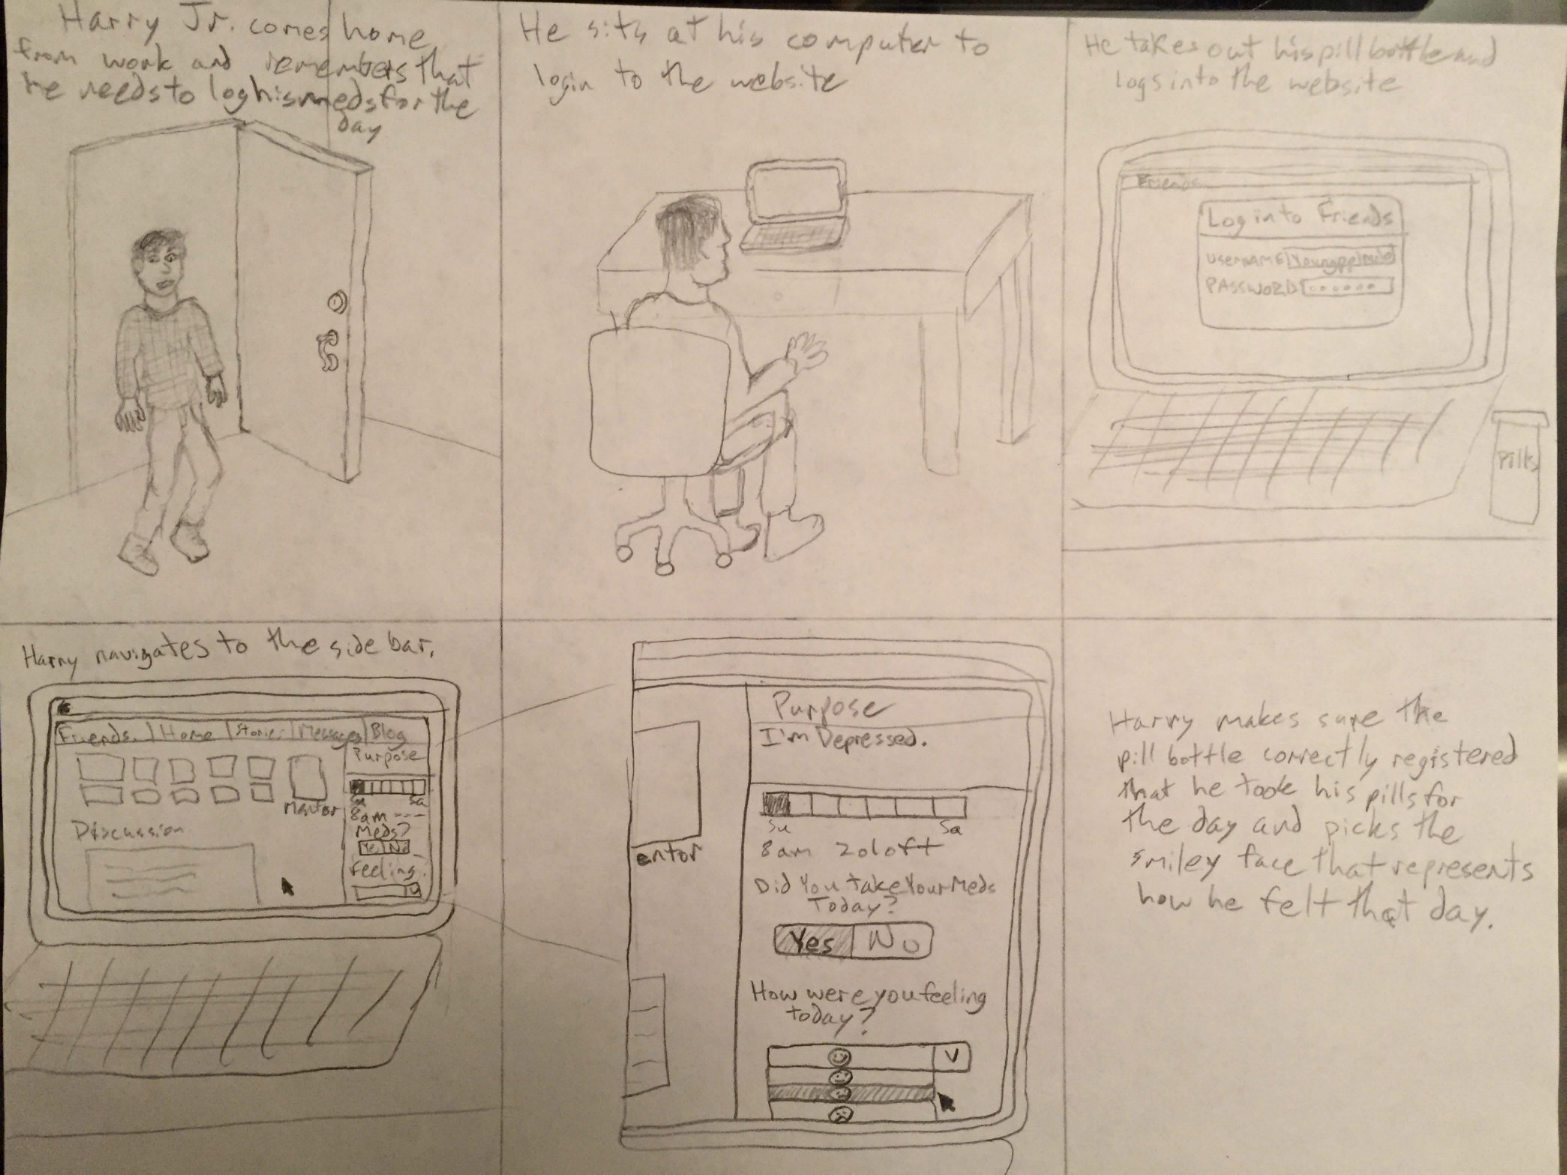 Harry Jr. comes home
from work and remembers that
he needs to log his meds for the
day
He sits at his computer to
login to the website
He takes out his pill bottle and
logs into the website
Friends
Log in to Friends
USERNAME
PASSWORD
Pills
Harry navigates to the side bar.
Friends. Home Stories Messages Blog
Purpose
Su Sa
Mentor
8am
Meds?
Yes No
Discussion
feeling
Purpose
I'm Depressed.
Su Sa
entor
8am Zoloft
Did You take Your Meds
Today?
Yes No
How were you feeling
today?
V
Harry makes sure the
pill bottle correctly registered
that he took his pills for
the day and picks the
smiley face that represents
how he felt that day.